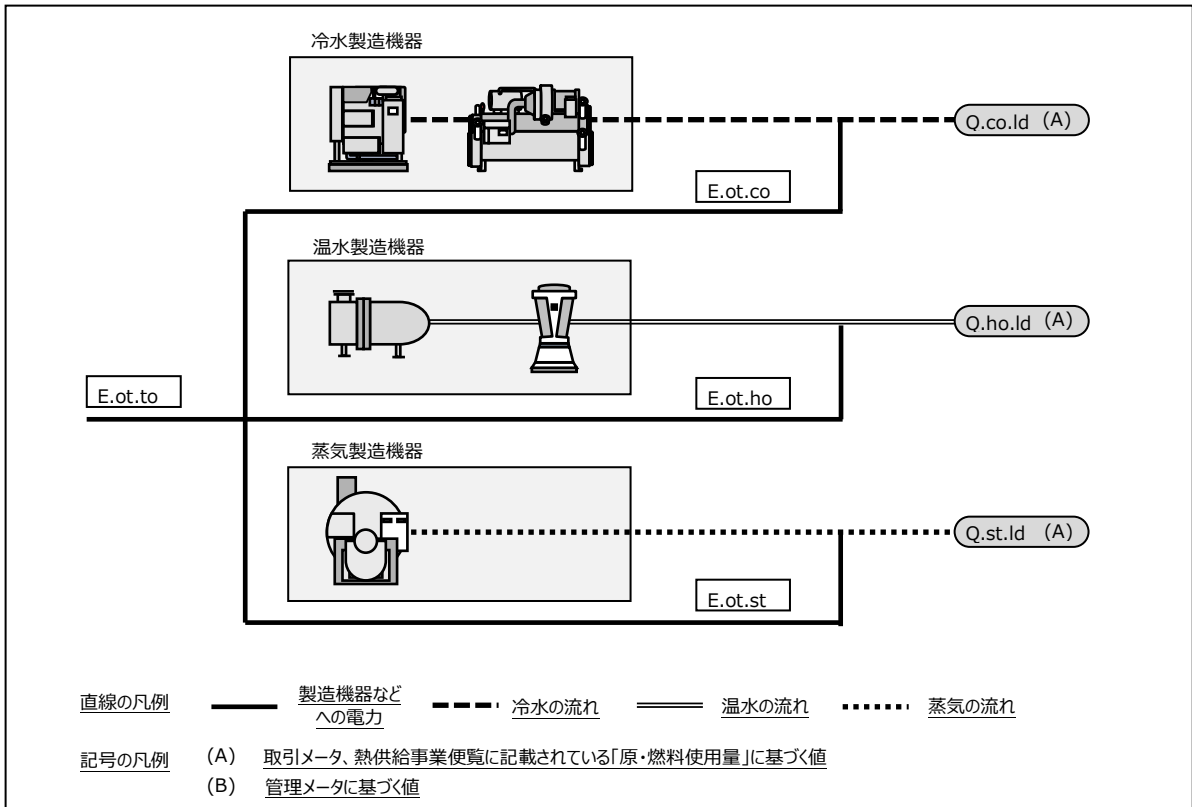 冷水製造機器
Q.co.ld (A)
E.ot.co
温水製造機器
Q.ho.ld (A)
E.ot.to
E.ot.ho
蒸気製造機器
Q.st.ld (A)
E.ot.st
直線の凡例 製造機器など
への電力 冷水の流れ 温水の流れ 蒸気の流れ
記号の凡例 (A) 取引メータ、熱供給事業便覧に記載されている「原・燃料使用量」に基づく値
(B) 管理メータに基づく値